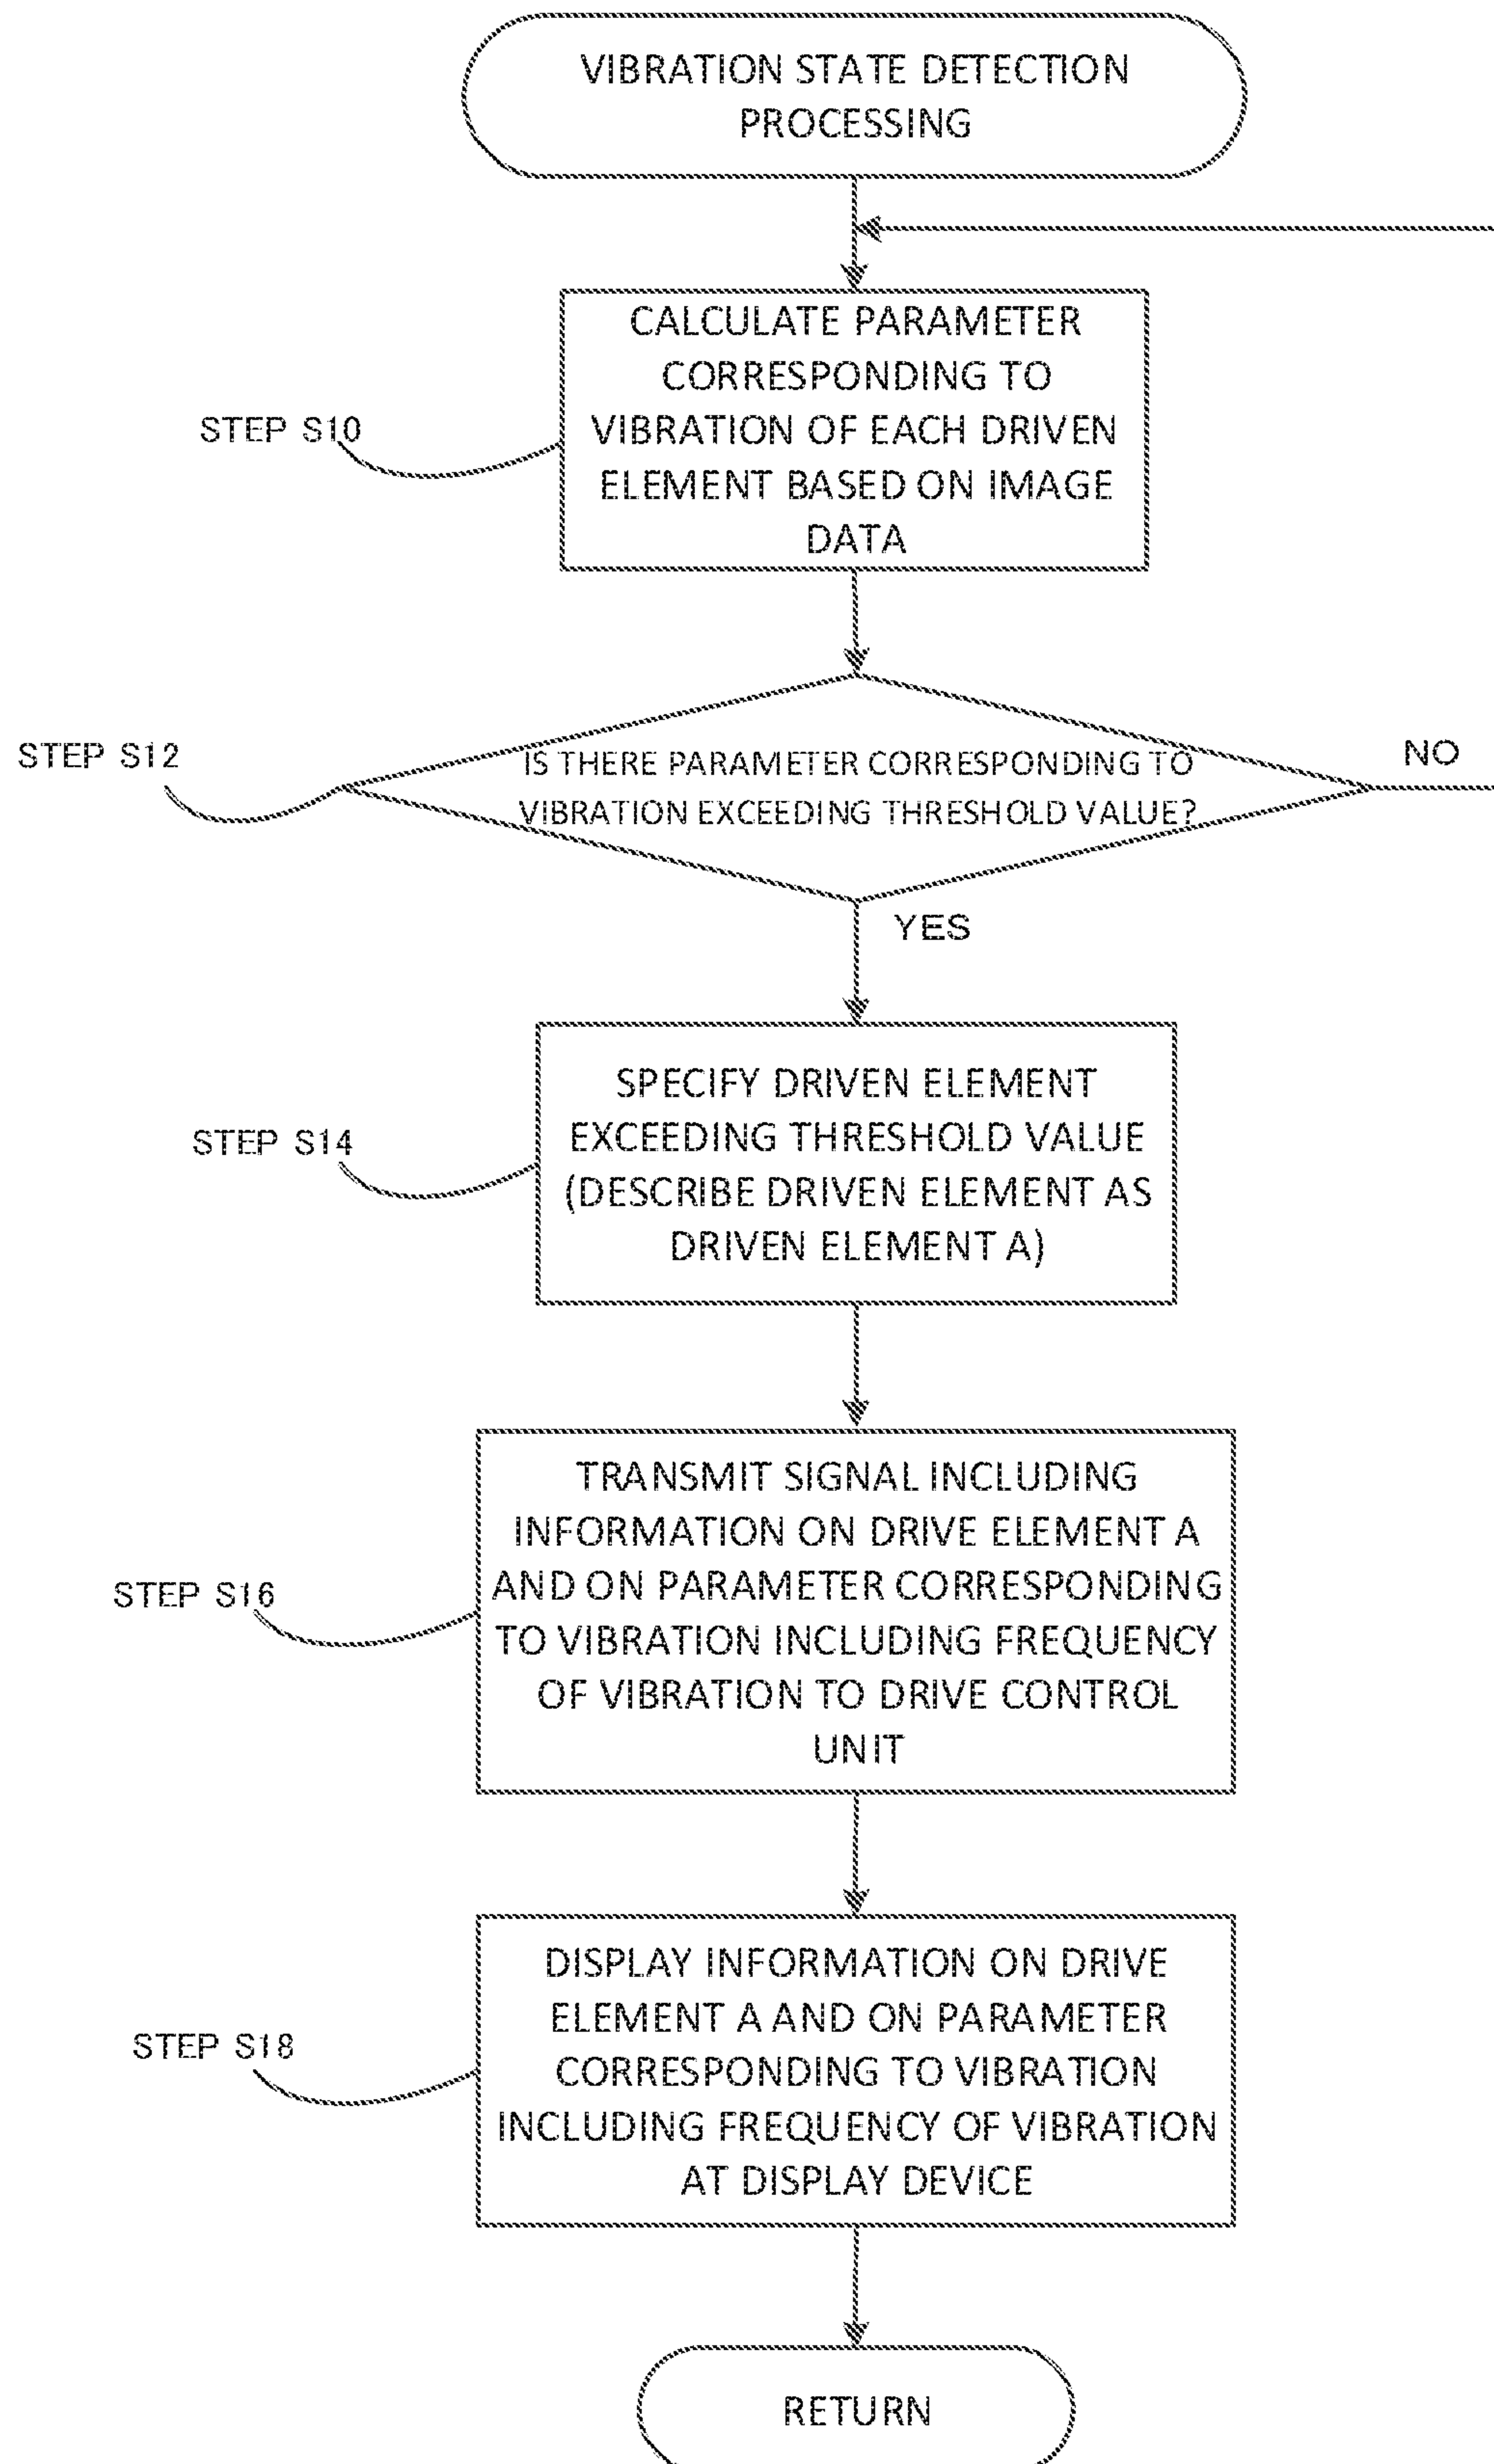 VIBRATION STATE DETECTION
PROCESSING
CALCULATE PARAMETER
CORRESPONDING TO
VIBRATION OF EACH DRIVEN
ELEMENT BASED ON IMAGE
DATA
STEP S10
IS THERE PARAMETER CORRESPONDING TO
VIBRATION EXCEEDING THRESHOLD VALUE?
STEP S12
NO
YES
SPECIFY DRIVEN ELEMENT
EXCEEDING THRESHOLD VALUE
(DESCRIBE DRIVEN ELEMENT AS
DRIVEN ELEMENT A)
STEP S14
TRANSMIT SIGNAL INCLUDING
INFORMATION ON DRIVE ELEMENT A
AND ON PARAMETER CORRESPONDING
TO VIBRATION INCLUDING FREQUENCY
OF VIBRATION TO DRIVE CONTROL
UNIT
STEP S16
DISPLAY INFORMATION ON DRIVE
ELEMENT A AND ON PARAMETER
CORRESPONDING TO VIBRATION
INCLUDING FREQUENCY OF VIBRATION
AT DISPLAY DEVICE
STEP S18
RETURN